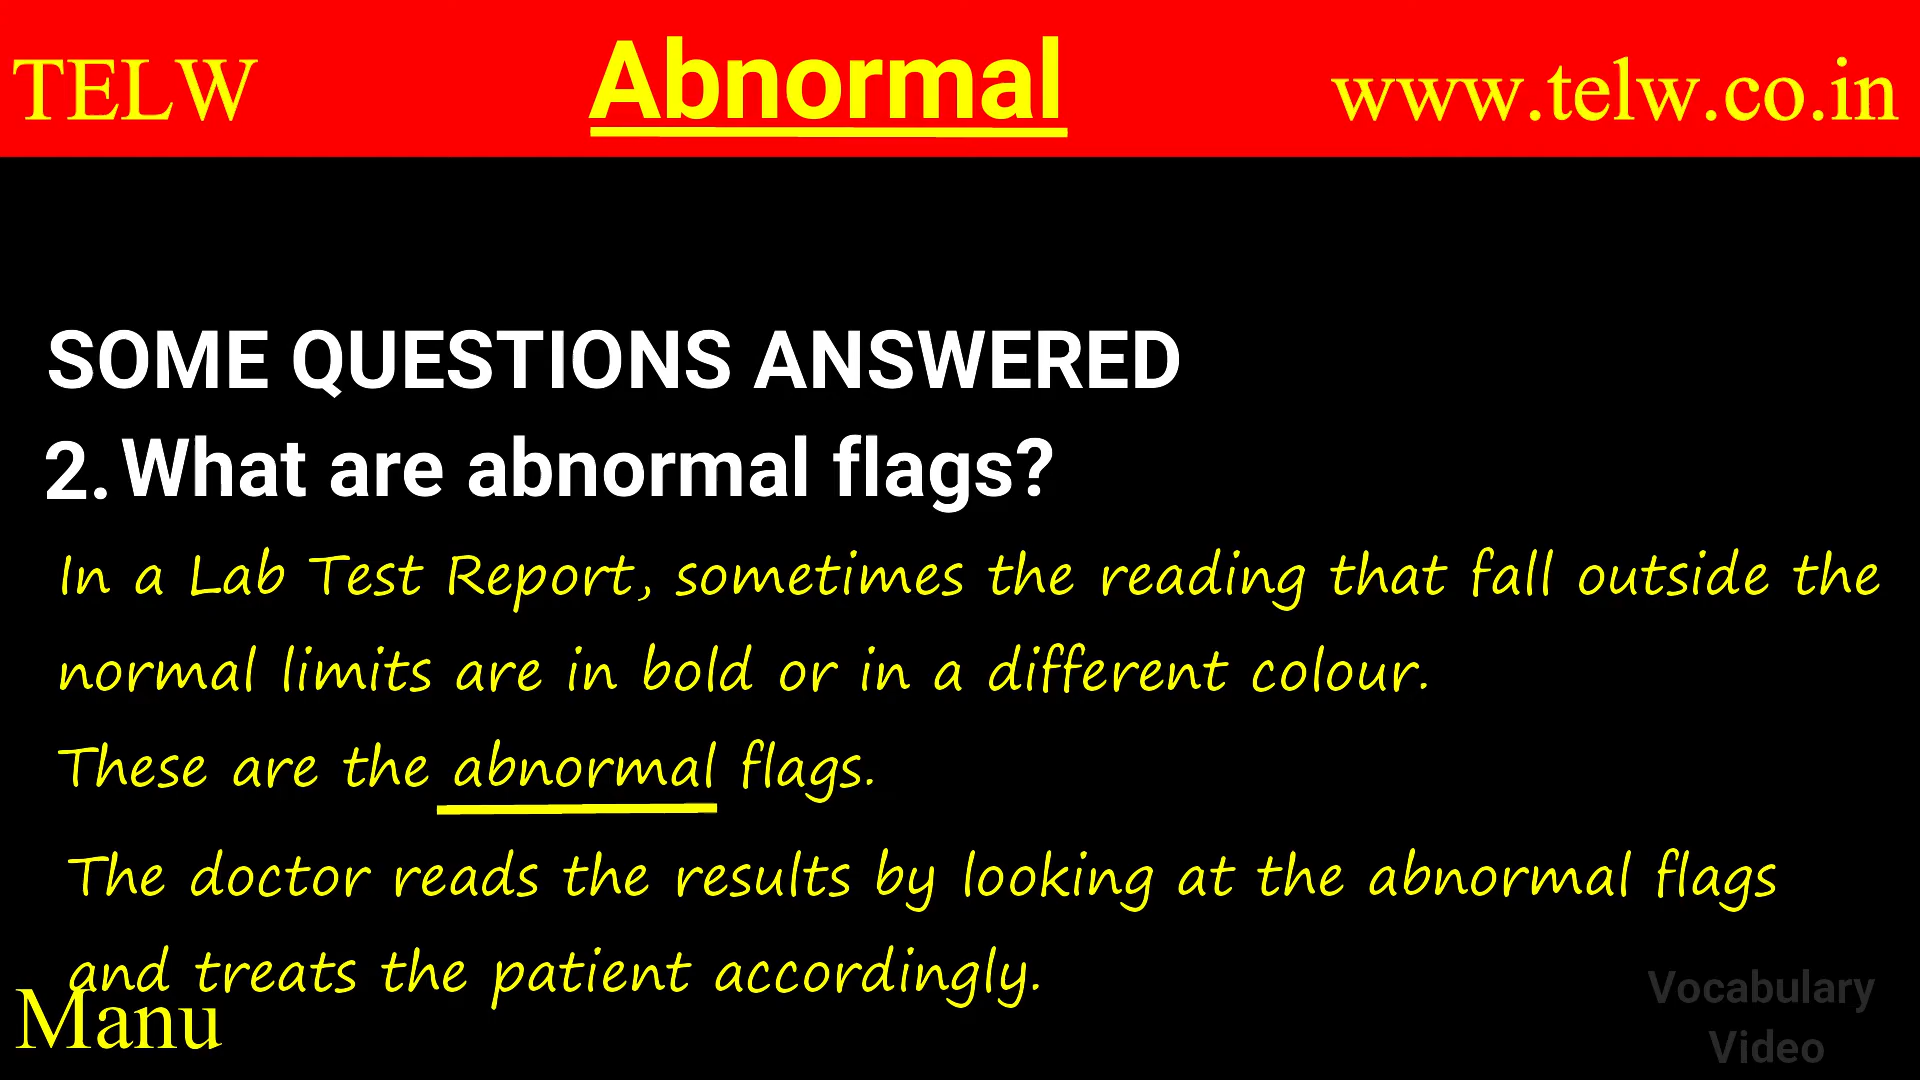 TELW Abnormal www.telw.co.in
SOME QUESTIONS ANSWERED
2. What are abnormal flags?
In a Lab Test Report, sometimes the reading that fall outside the
normal limits are in bold or in a different colour.
These are the abnormal flags.
The doctor reads the results by looking at the abnormal flags
and treats the patient accordingly.
Manu
Vocabulary
Video